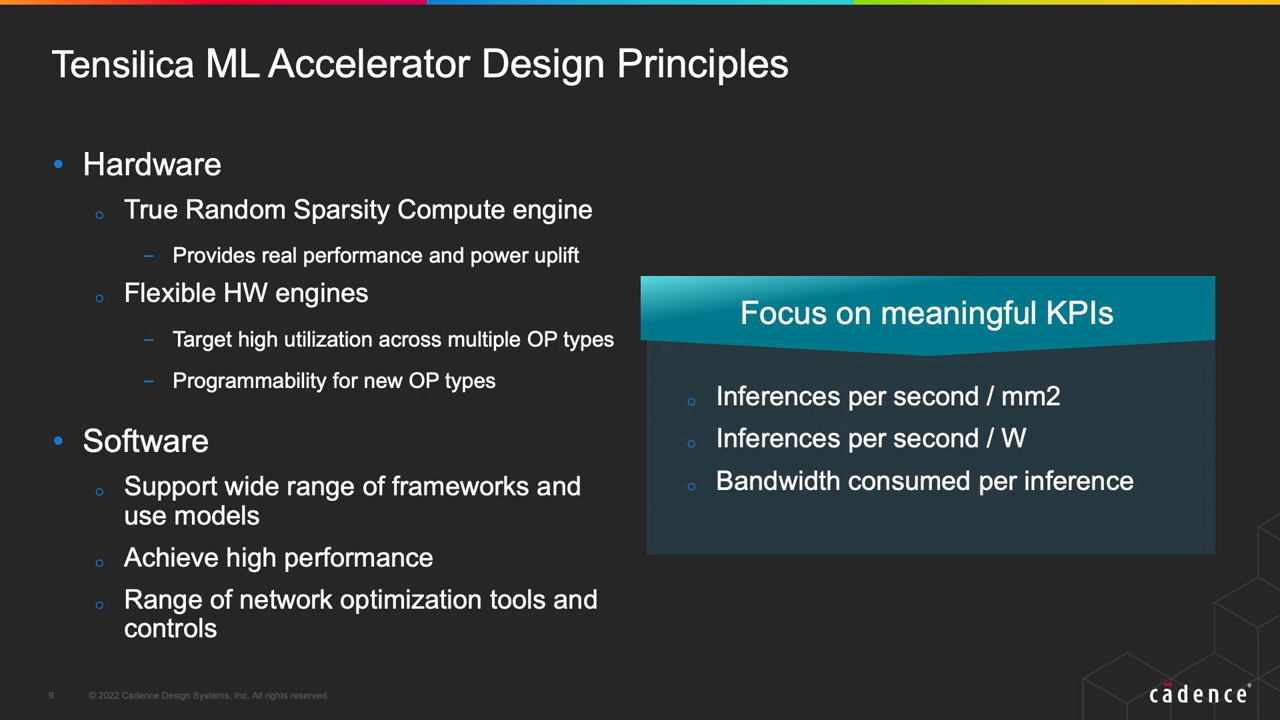 Tensilica ML Accelerator Design Principles
• Hardware
○ True Random Sparsity Compute engine
– Provides real performance and power uplift
○ Flexible HW engines
– Target high utilization across multiple OP types
– Programmability for new OP types
• Software
○ Support wide range of frameworks and
use models
○ Achieve high performance
○ Range of network optimization tools and
controls
Focus on meaningful KPIs
○ Inferences per second / mm2
○ Inferences per second / W
○ Bandwidth consumed per inference
9 © 2022 Cadence Design Systems, Inc. All rights reserved.
cādence®